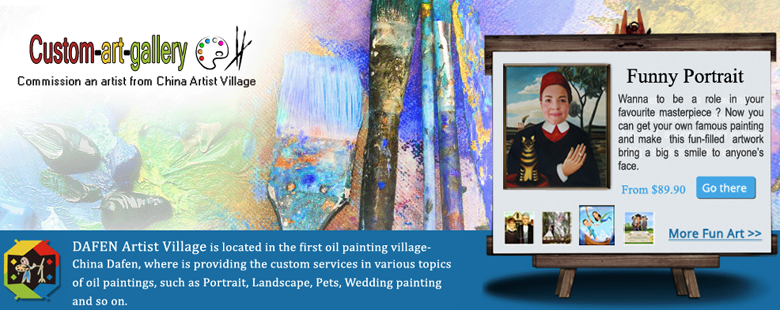 Custom-art-gallery
Commission an artist from China Artist Village
Funny Portrait
Wanna to be a role in your
favourite masterpiece ? Now you
can get your own famous painting
and make this fun-filled artwork
bring a big s smile to anyone's
face.
From $89.90
Go there
More Fun Art >>
DAFEN Artist Village is located in the first oil painting village-
China Dafen, where is providing the custom services in various topics
of oil paintings, such as Portrait, Landscape, Pets, Wedding painting
and so on.